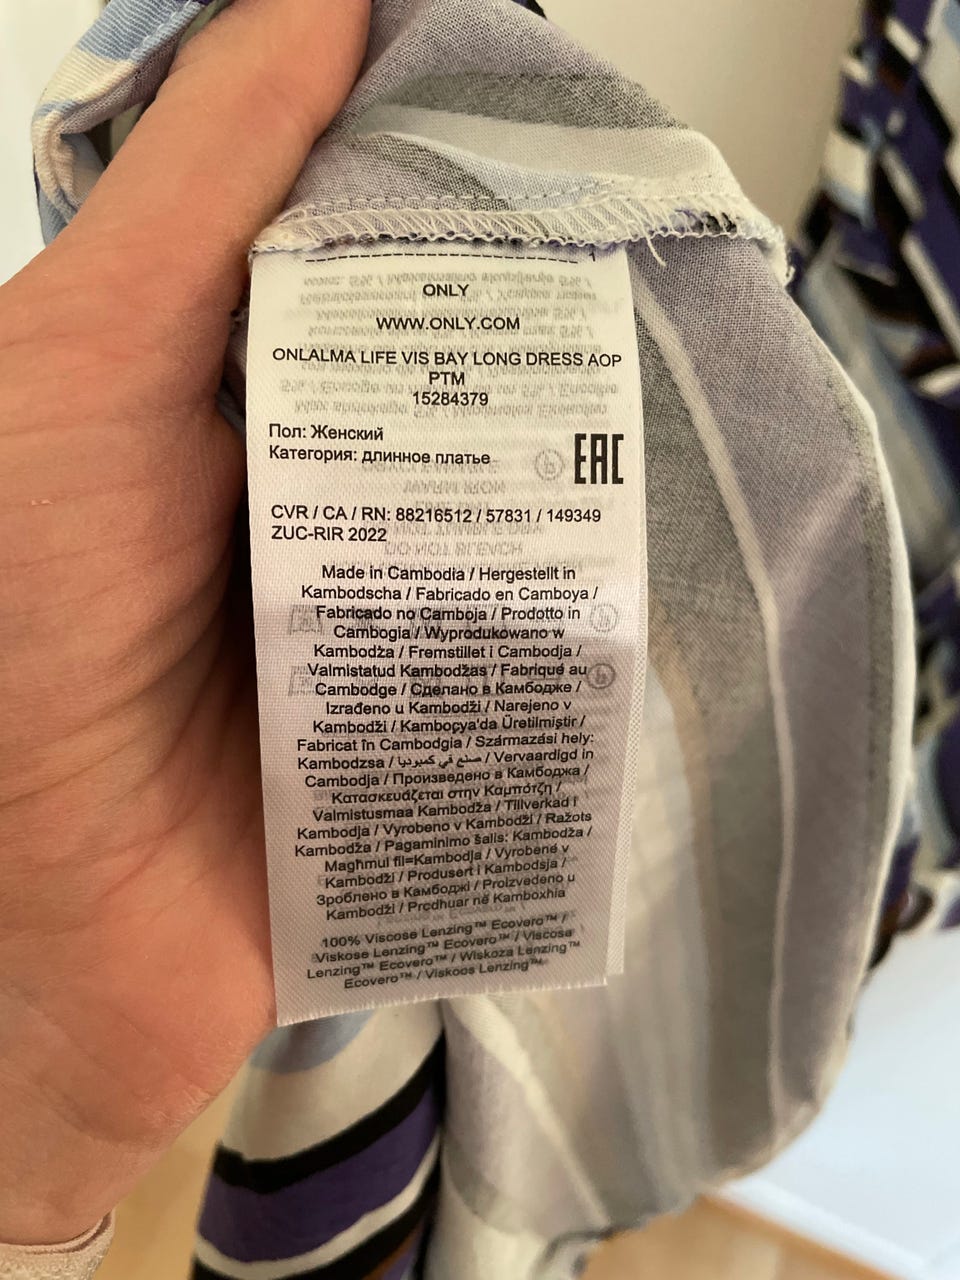 1
ONLY
WWW.ONLY.COM
ONLALMA LIFE VIS BAY LONG DRESS AOP
PTM
15284379
Пол: Женский
Категория: длинное платье
EAC
CVR / CA / RN: 88216512 / 57831 / 149349
ZUC-RIR 2022
Made in Cambodia / Hergestellt in
Kambodscha / Fabricado en Camboya /
Fabricado no Camboja / Prodotto in
Cambogia / Wyprodukowano w
Kambodża / Fremstillet i Cambodja /
Valmistatud Kambodžas / Fabriqué au
Cambodge / Сделано в Камбодже /
Izrađeno u Kambodži / Narejeno v
Kambodži / Kamboçya'da Üretilmiştir /
Fabricat în Cambodgia / Származási hely:
Kambodzsa / صنع في كمبوديا / Vervaardigd in
Cambodja / Произведено в Камбоджа /
Κατασκευάζεται στην Καμπότζη /
Valmistusmaa Kambodža / Tillverkad i
Kambodja / Vyrobeno v Kambodži / Ražots
Kambodža / Pagaminimo šalis: Kambodža /
Magħmul fil=Kambodja / Vyrobené v
Kambodži / Produsert i Kambodsja /
Зроблено в Камбоджі / Proizvedeno u
Kambodži / Prçdhuar në Kamboxhia
100% Viscose Lenzing™ Ecovero™ /
Viskose Lenzing™ Ecovero™ / Viscosa
Lenzing™ Ecovero™ / Wiskoza Lenzing™
Ecovero™ / Viskoos Lenzing™